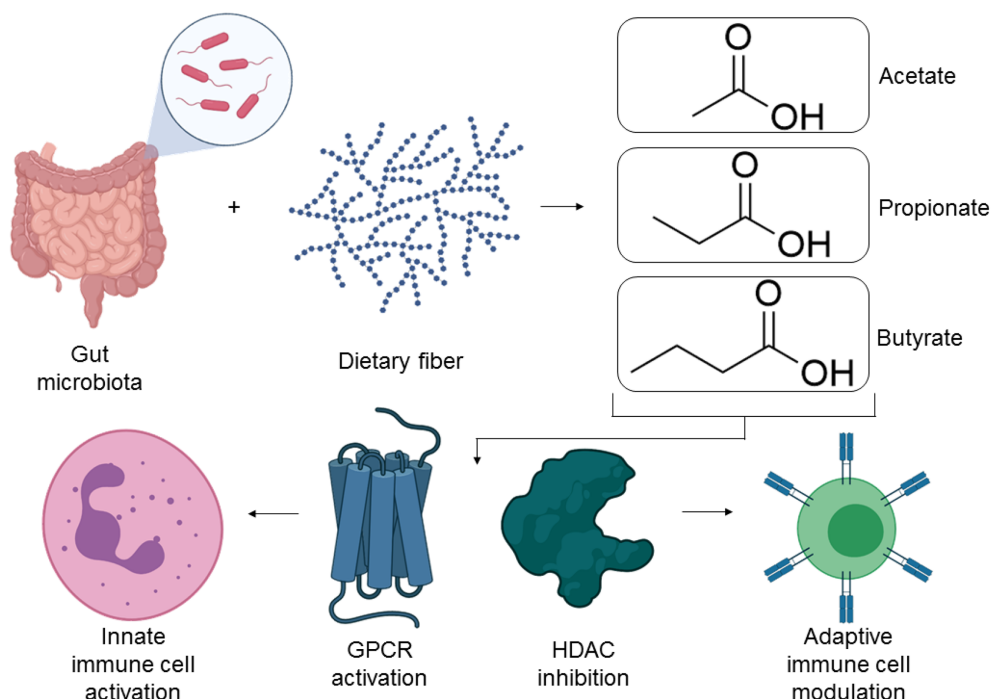 O
OH
Acetate
O
OH
Propionate
O
OH
Butyrate
+
Gut
microbiota
Dietary fiber
Innate
immune cell
activation
GPCR
activation
HDAC
inhibition
Adaptive
immune cell
modulation